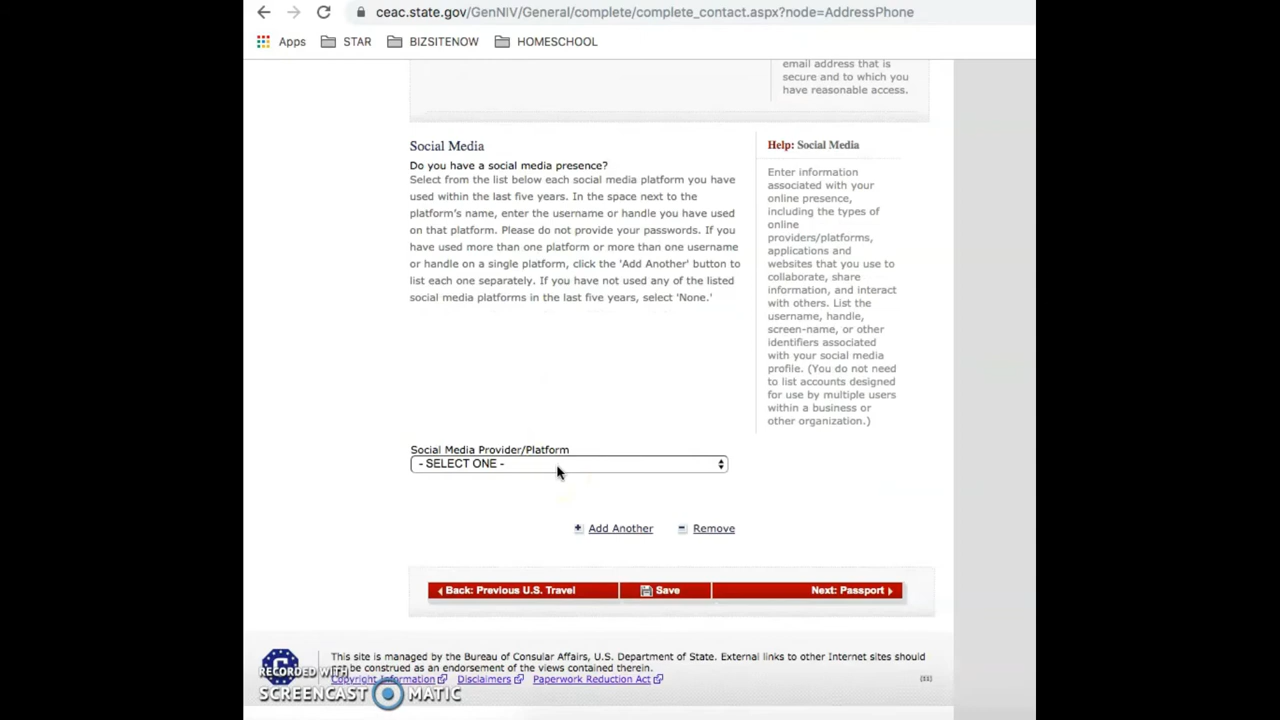 ceac.state.gov/GenNIV/General/complete/complete_contact.aspx?node=AddressPhone
Apps STAR BIZSITENOW HOMESCHOOL
email address that is
secure and to which you
have reasonable access.
Social Media
Do you have a social media presence?
Select from the list below each social media platform you have
used within the last five years. In the space next to the
platform's name, enter the username or handle you have used
on that platform. Please do not provide your passwords. If you
have used more than one platform or more than one username
or handle on a single platform, click the 'Add Another' button to
list each one separately. If you have not used any of the listed
social media platforms in the last five years, select 'None.'
Help: Social Media
Enter information
associated with your
online presence,
including the types of
online
providers/platforms,
applications and
websites that you use to
collaborate, share
information, and interact
with others. List the
username, handle,
screen-name, or other
identifiers associated
with your social media
profile. (You do not need
to list accounts designed
for use by multiple users
within a business or
other organization.)
Social Media Provider/Platform
- SELECT ONE -
Add Another Remove
Back: Previous U.S. Travel Save Next: Passport
This site is managed by the Bureau of Consular Affairs, U.S. Department of State. External links to other Internet sites should
be construed as an endorsement of the views contained therein.
Copyright Information Disclaimers Paperwork Reduction Act
RECORDED WITH
SCREENCAST MATIC